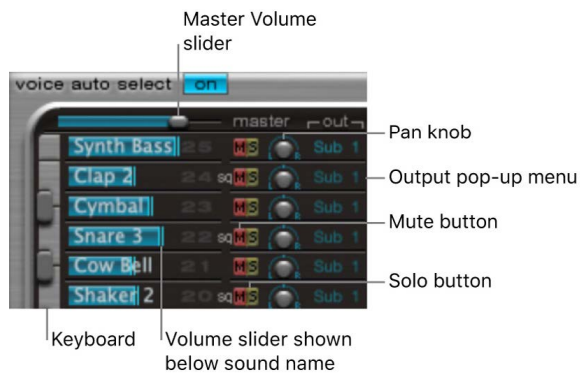 Master Volume
slider
voice auto select on
master out
Pan knob
Synth Bass 25 M S L R Sub 1
Output pop-up menu
Clap 2 24 sq M S L R Sub 1
Cymbal 23 M S L R Sub 1
Mute button
Snare 3 22 sq M S L R Sub 1
Cow Bell 21 M S L R Sub 1
Solo button
Shaker 2 20 sq M S Sub 1
Keyboard
Volume slider shown
below sound name